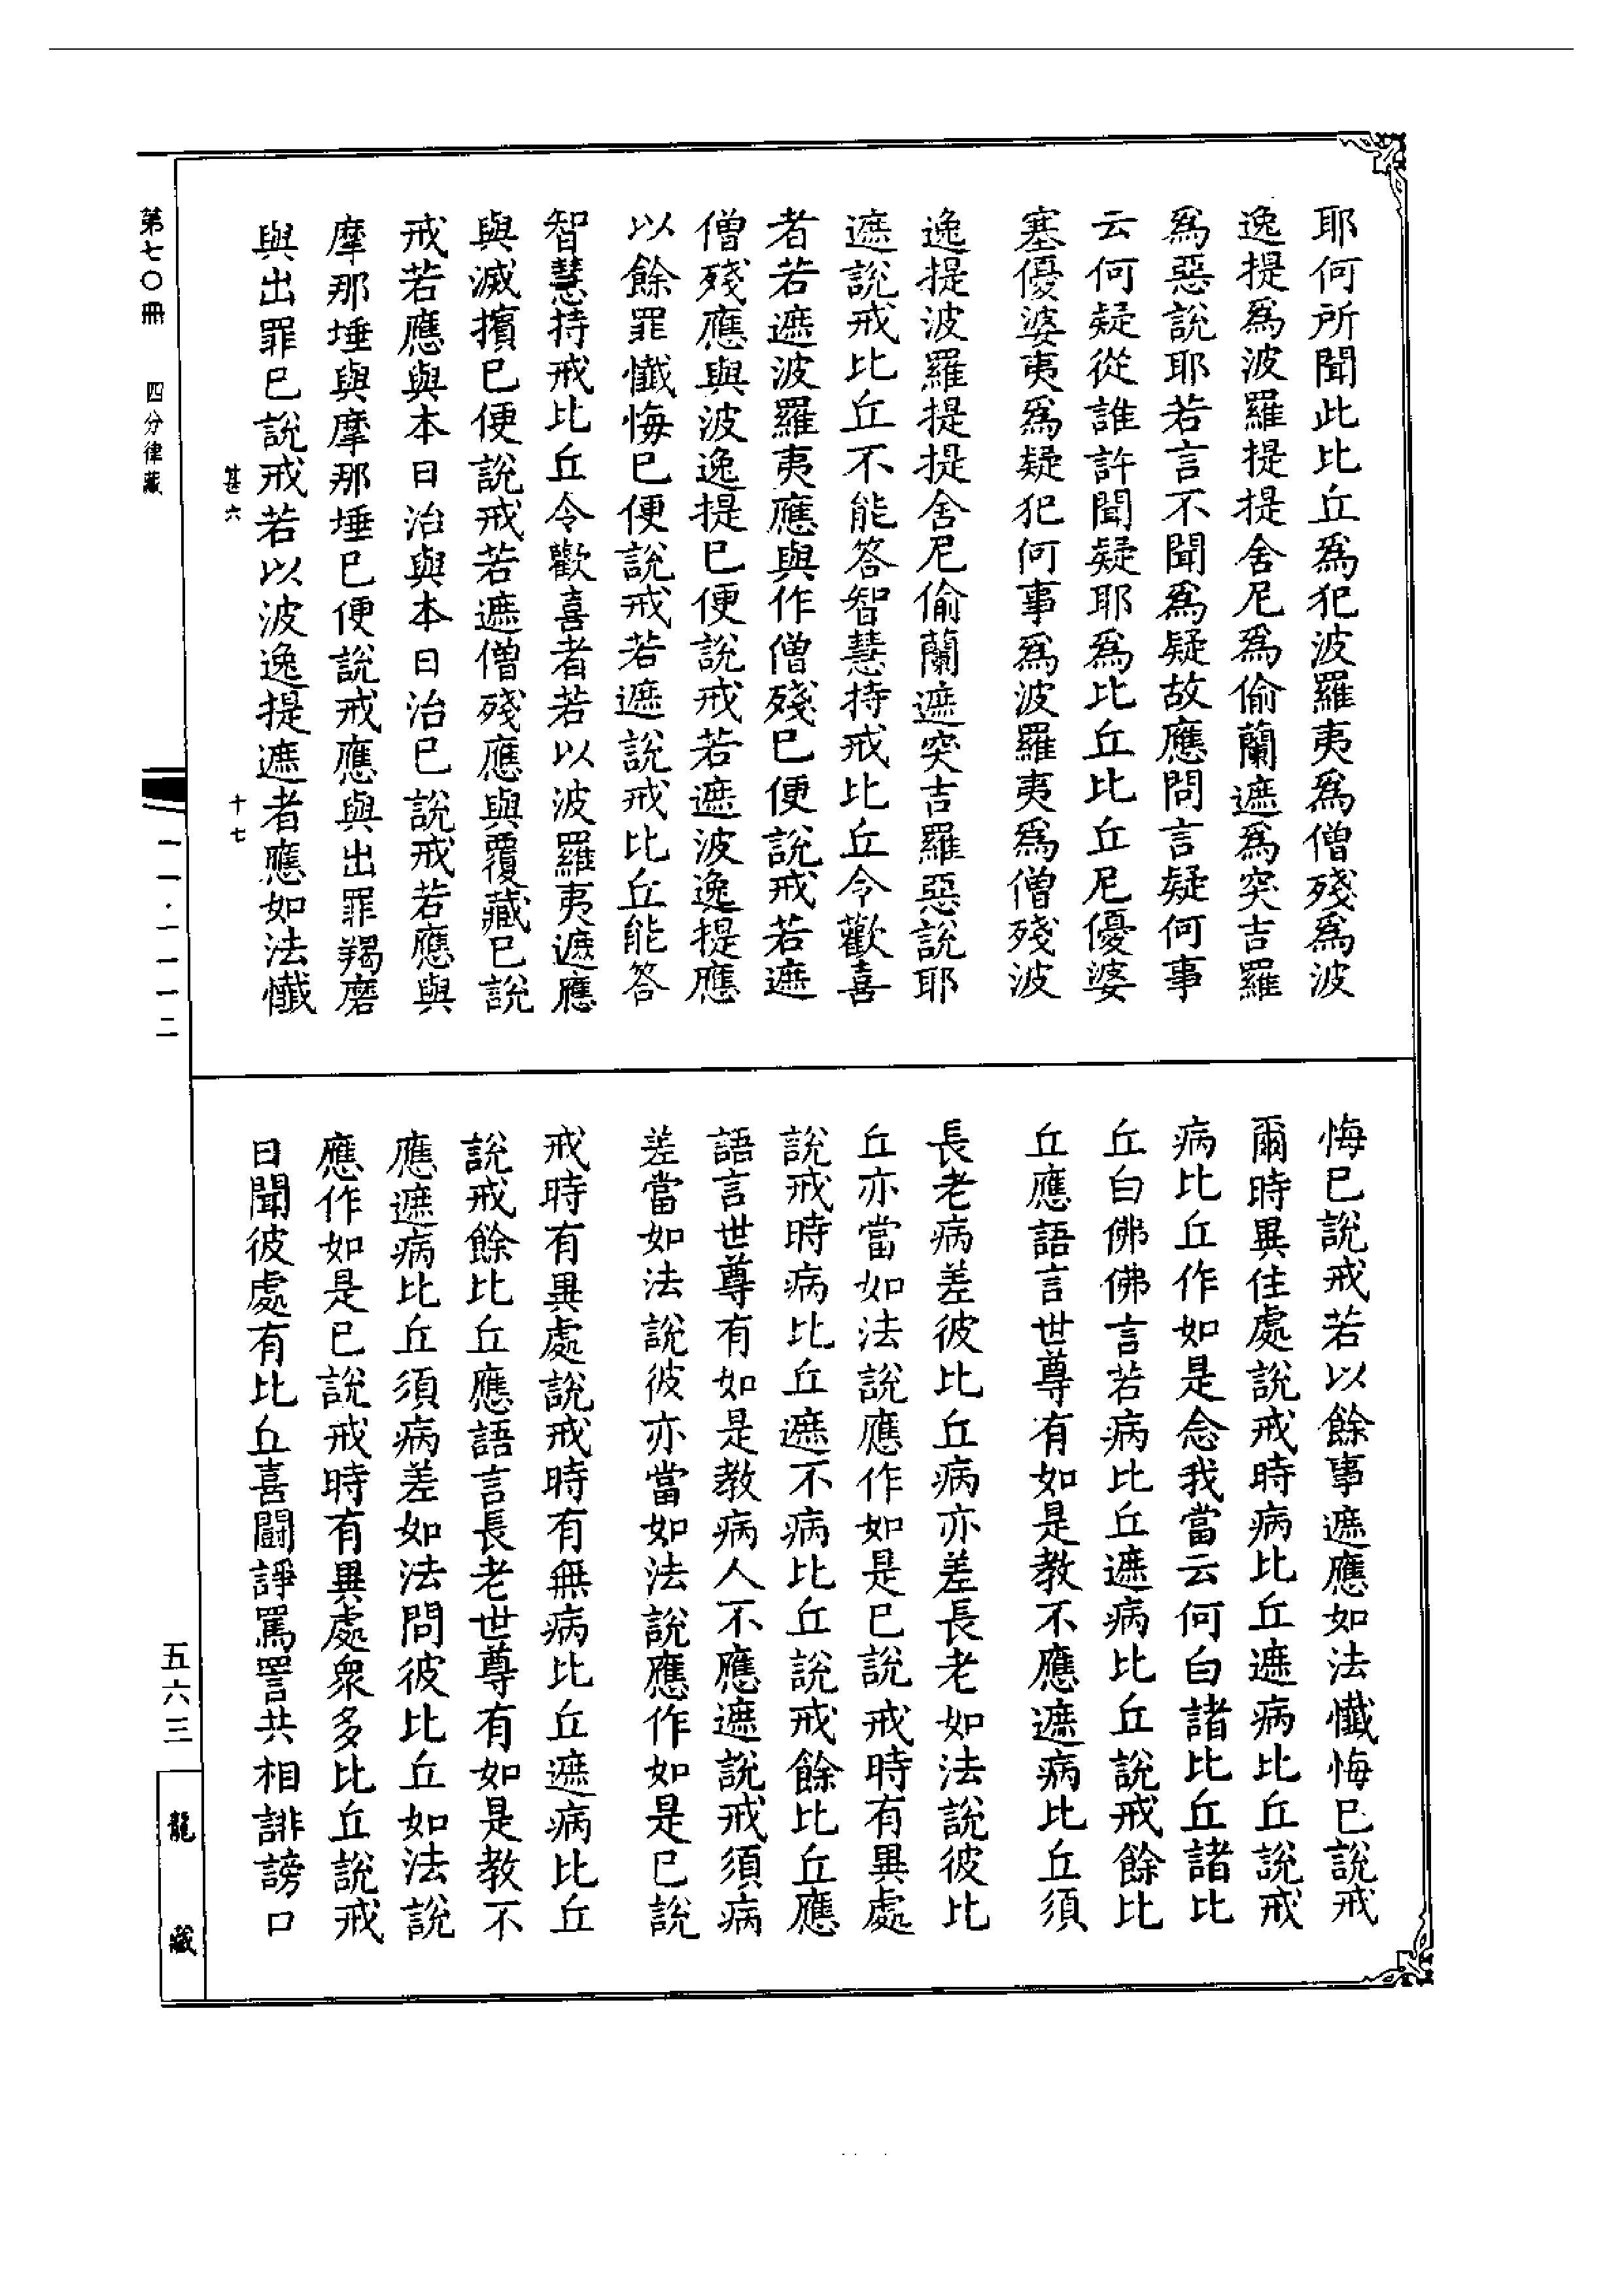 耶何所聞此比丘爲犯波羅夷爲僧殘爲波
逸提爲波羅提提舍尼爲偷蘭遮爲突吉羅
爲惡說耶若言不聞爲疑故應問言疑何事
云何疑從誰許聞疑耶爲比丘比丘尼優婆
塞優婆夷爲疑犯何事爲波羅夷爲僧殘波
逸提波羅提提舍尼偷蘭遮突吉羅惡說耶
遮說戒比丘不能答智慧持戒比丘令歡喜
者若遮波羅夷應與作僧殘已便說戒若遮
僧殘應與波逸提已便說戒若遮波逸提應
以餘罪懺悔已便說戒若遮說戒比丘能答
智慧持戒比丘令歡喜者若以波羅夷遮應
與滅擯已便說戒若遮僧殘應與覆藏已說
戒若應與本日治與本日治已說戒若應與
摩那埵與摩那埵已便說戒應與出罪羯磨
與出罪已說戒若以波逸提遮者應如法懺
甚六
十七
悔已說戒若以餘事遮應如法懺悔已說戒
爾時異住處說戒時病比丘遮病比丘說戒
病比丘作如是念我當云何白諸比丘諸比
丘白佛佛言若病比丘遮病比丘說戒餘比
丘應語言世尊有如是教不應遮病比丘須
長老病差彼比丘病亦差長老如法說彼比
丘亦當如法說應作如是已說戒時有異處
說戒時病比丘遮不病比丘說戒餘比丘應
語言世尊有如是教病人不應遮說戒須病
差當如法說彼亦當如法說應作如是已說
戒時有異處說戒時有無病比丘遮病比丘
說戒餘比丘應語言長老世尊有如是教不
應遮病比丘須病差如法問彼比丘如法說
應作如是已說戒時有異處衆多比丘說戒
日聞彼處有比丘喜鬪諍罵詈共相誹謗口
第七〇冊
四分律藏
一一·一一一二
五六三
龍藏